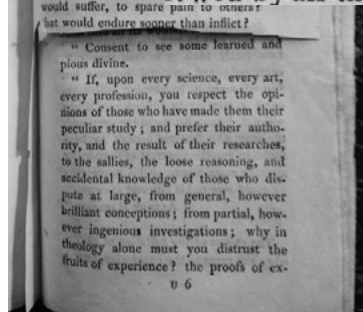 would suffer, to spare pain to others?
hat would endure sooner than inflict?
" Consent to see some learned and
pious divine.
" If, upon every science, every art,
every profession, you respect the opi-
nions of those who have made them their
peculiar study; and prefer their autho-
rity, and the result of their researches,
to the sallies, the loose reasoning, and
accidental knowledge of those who dis-
pute at large, from general, however
brilliant conceptions; from partial, how-
ever ingenious investigations; why in
theology alone must you distrust the
fruits of experience? the proofs of ex-
U 6